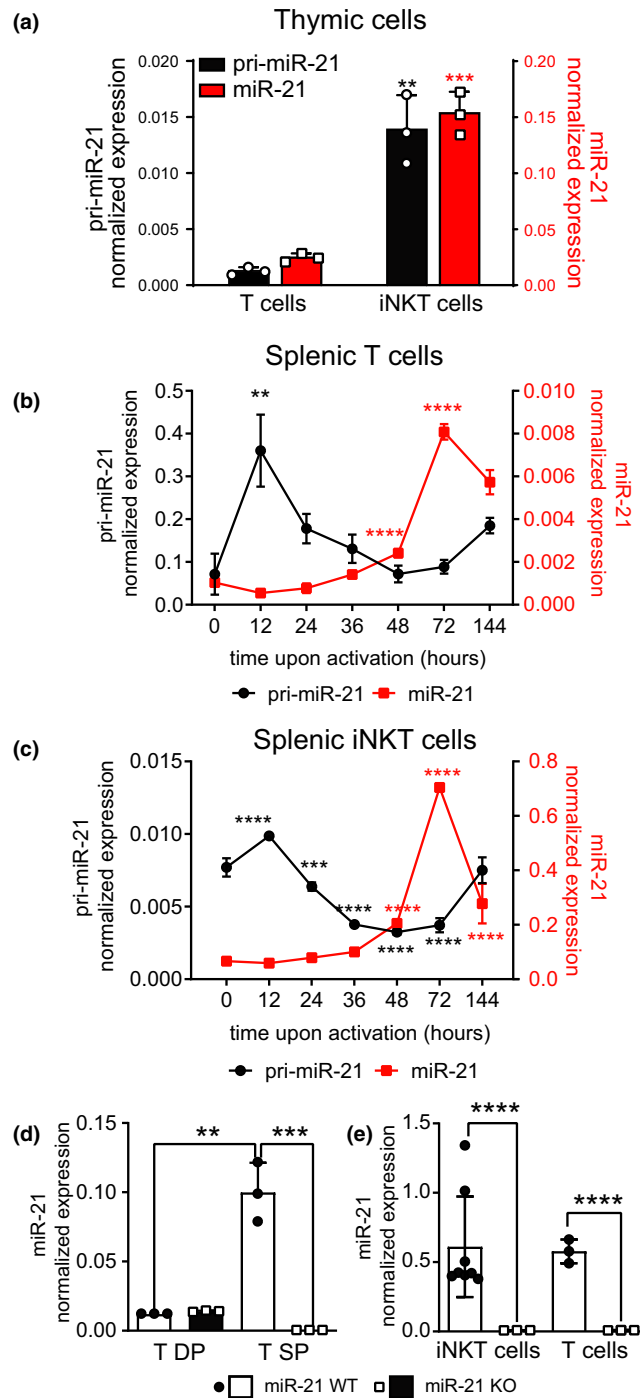 (a)
Thymic cells
pri-miR-21
miR-21
** ***
0.020 0.20
0.015 0.15
0.010 0.10
0.005 0.05
0.000 0.00
pri-miR-21
normalized expression
miR-21
normalized expression
T cells iNKT cells
(b)
Splenic T cells
0.5 0.010
0.4 0.008
0.3 0.006
0.2 0.004
0.1 0.002
0.0 0.000
pri-miR-21
normalized expression
miR-21
normalized expression
** **** ****
0 12 24 36 48 72 144
time upon activation (hours)
pri-miR-21 miR-21
(c)
Splenic iNKT cells
0.015 0.8
0.010 0.6
0.005 0.4
0.000 0.2
0.0
pri-miR-21
normalized expression
miR-21
normalized expression
**** *** **** **** **** **** **** ****
0 12 24 36 48 72 144
time upon activation (hours)
pri-miR-21 miR-21
(d)
0.15
0.10
0.05
0.00
miR-21
normalized expression
** ***
T DP T SP
(e)
1.5
1.0
0.5
0.0
miR-21
normalized expression
**** ****
iNKT cells T cells
miR-21 WT miR-21 KO